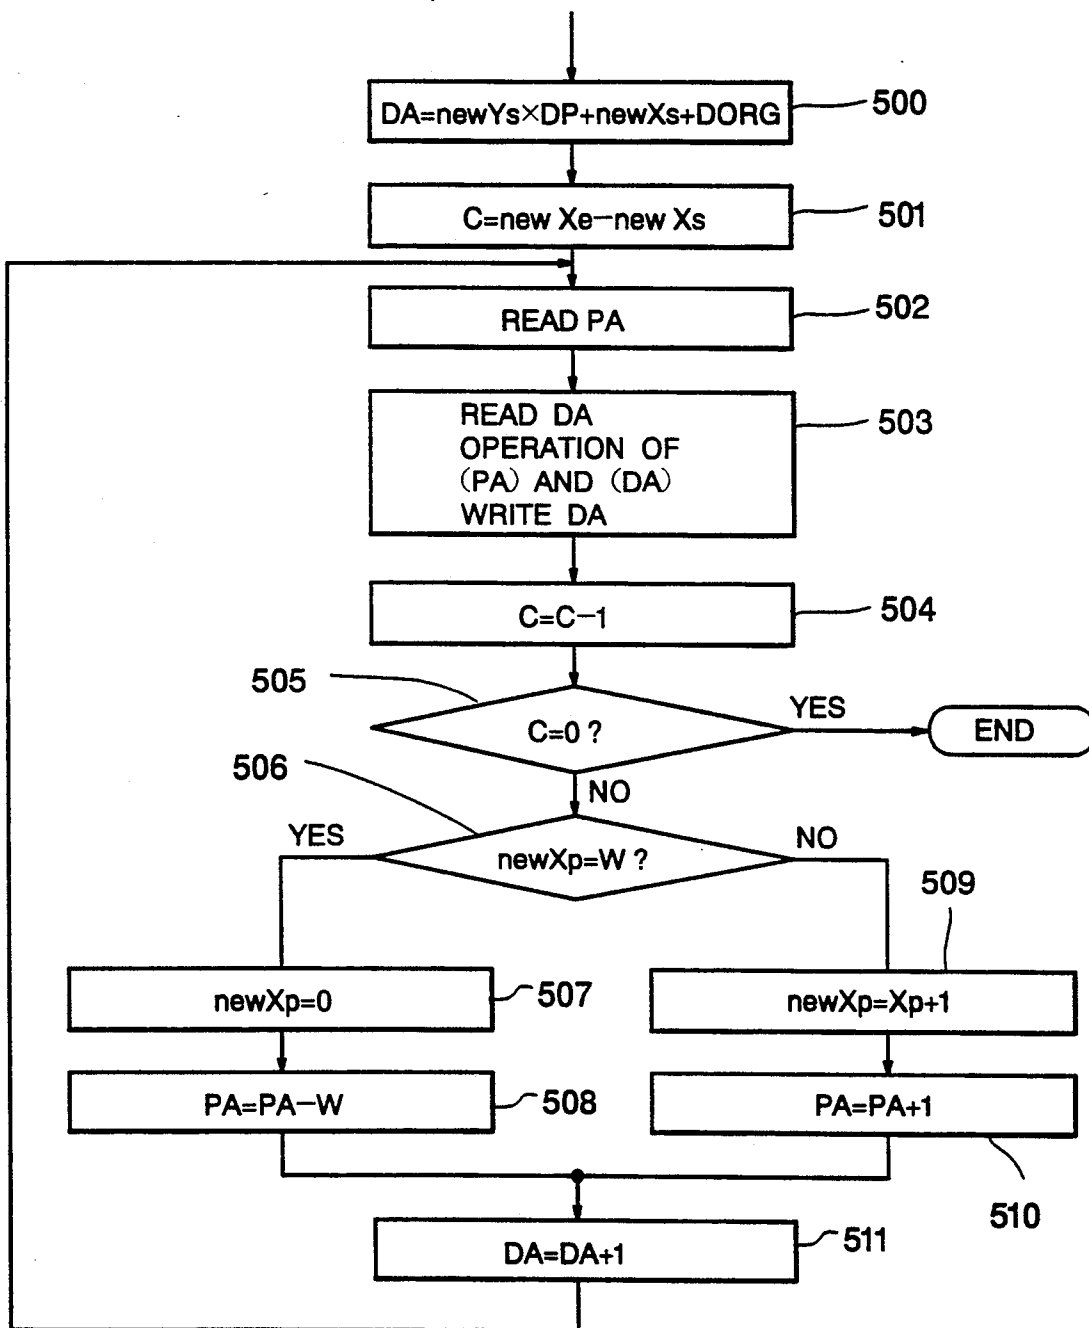 DA=newYs×DP+newXs+DORG
500
C=new Xe−new Xs
501
READ PA
502
READ DA
OPERATION OF
(PA) AND (DA)
WRITE DA
503
C=C−1
504
505
C=0 ?
YES
END
NO
506
newXp=W ?
YES
NO
509
newXp=0
507
newXp=Xp+1
PA=PA−W
508
PA=PA+1
510
DA=DA+1
511